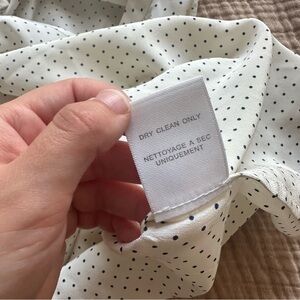 DRY CLEAN ONLY
NETTOYAGE A SEC
UNIQUEMENT